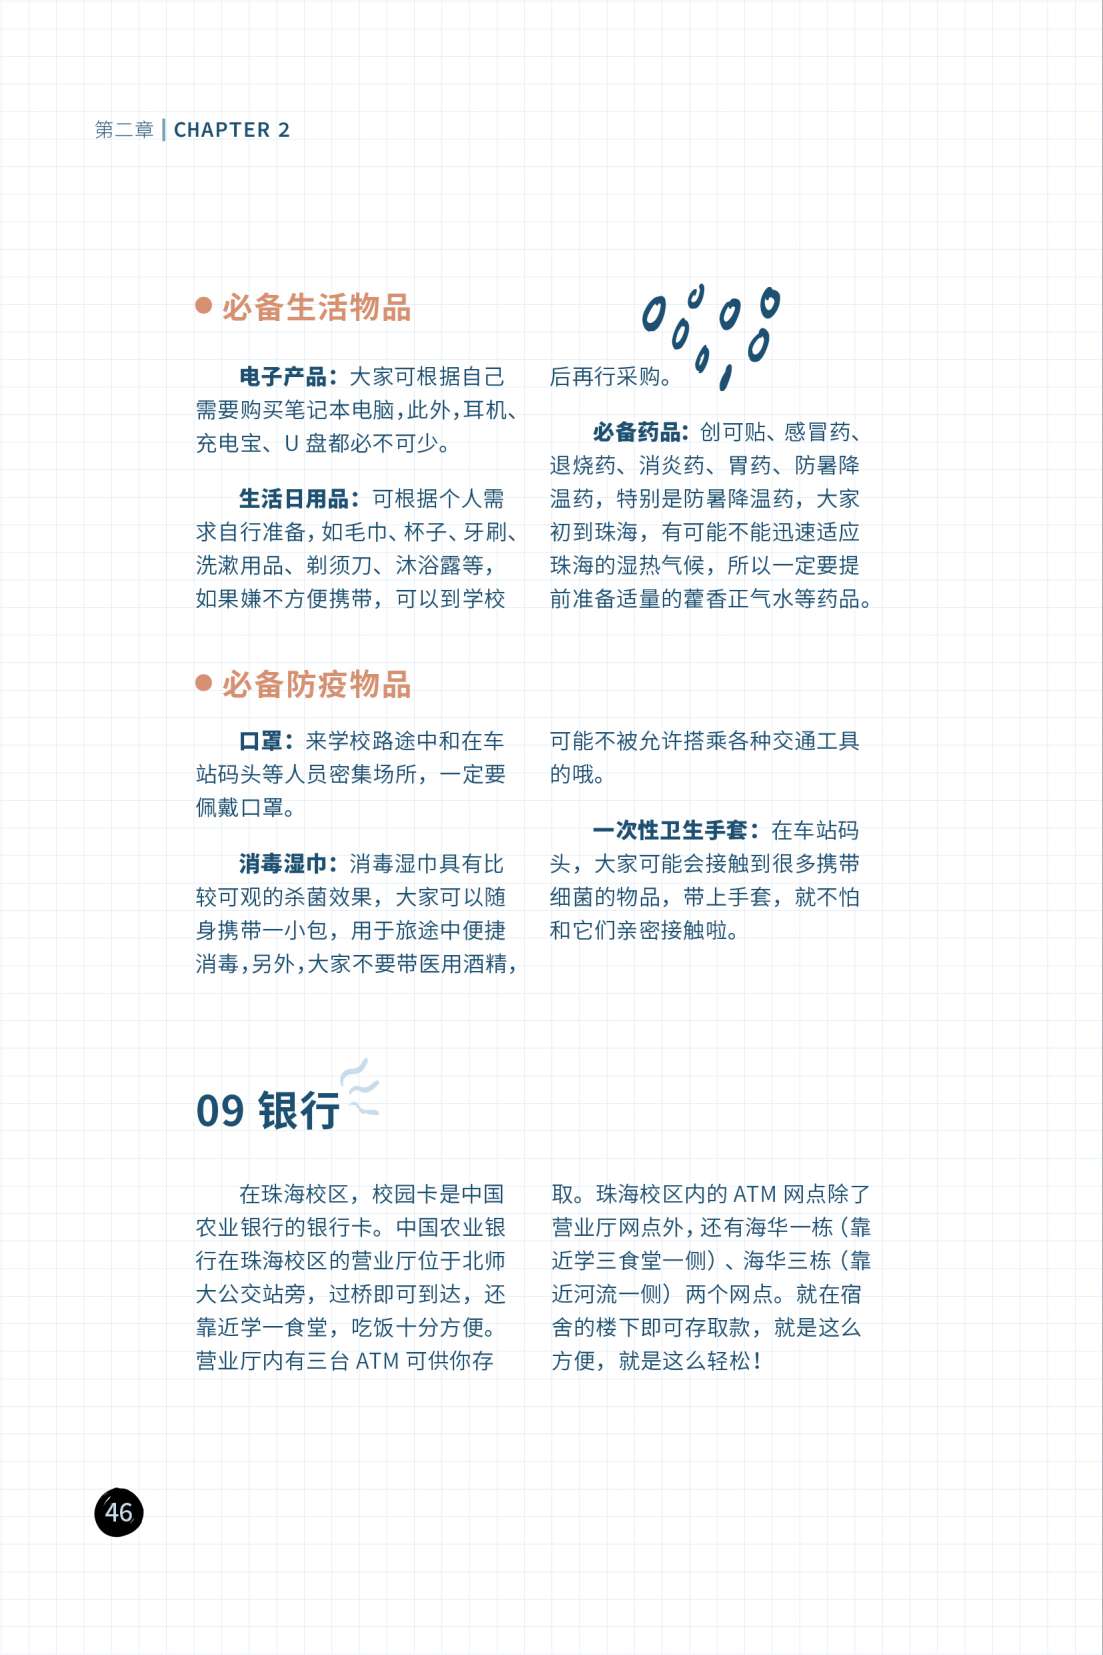 第二章 | CHAPTER 2
必备生活物品
电子产品：大家可根据自己
需要购买笔记本电脑，此外，耳机、
充电宝、U 盘都必不可少。
生活日用品：可根据个人需
求自行准备，如毛巾、杯子、牙刷、
洗漱用品、剃须刀、沐浴露等，
如果嫌不方便携带，可以到学校
后再行采购。
必备药品：创可贴、感冒药、
退烧药、消炎药、胃药、防暑降
温药，特别是防暑降温药，大家
初到珠海，有可能不能迅速适应
珠海的湿热气候，所以一定要提
前准备适量的藿香正气水等药品。
必备防疫物品
口罩：来学校路途中和在车
站码头等人员密集场所，一定要
佩戴口罩。
消毒湿巾：消毒湿巾具有比
较可观的杀菌效果，大家可以随
身携带一小包，用于旅途中便捷
消毒，另外，大家不要带医用酒精，
可能不被允许搭乘各种交通工具
的哦。
一次性卫生手套：在车站码
头，大家可能会接触到很多携带
细菌的物品，带上手套，就不怕
和它们亲密接触啦。
09 银行
在珠海校区，校园卡是中国
农业银行的银行卡。中国农业银
行在珠海校区的营业厅位于北师
大公交站旁，过桥即可到达，还
靠近学一食堂，吃饭十分方便。
营业厅内有三台 ATM 可供你存
取。珠海校区内的 ATM 网点除了
营业厅网点外，还有海华一栋（靠
近学三食堂一侧）、海华三栋（靠
近河流一侧）两个网点。就在宿
舍的楼下即可存取款，就是这么
方便，就是这么轻松！
46